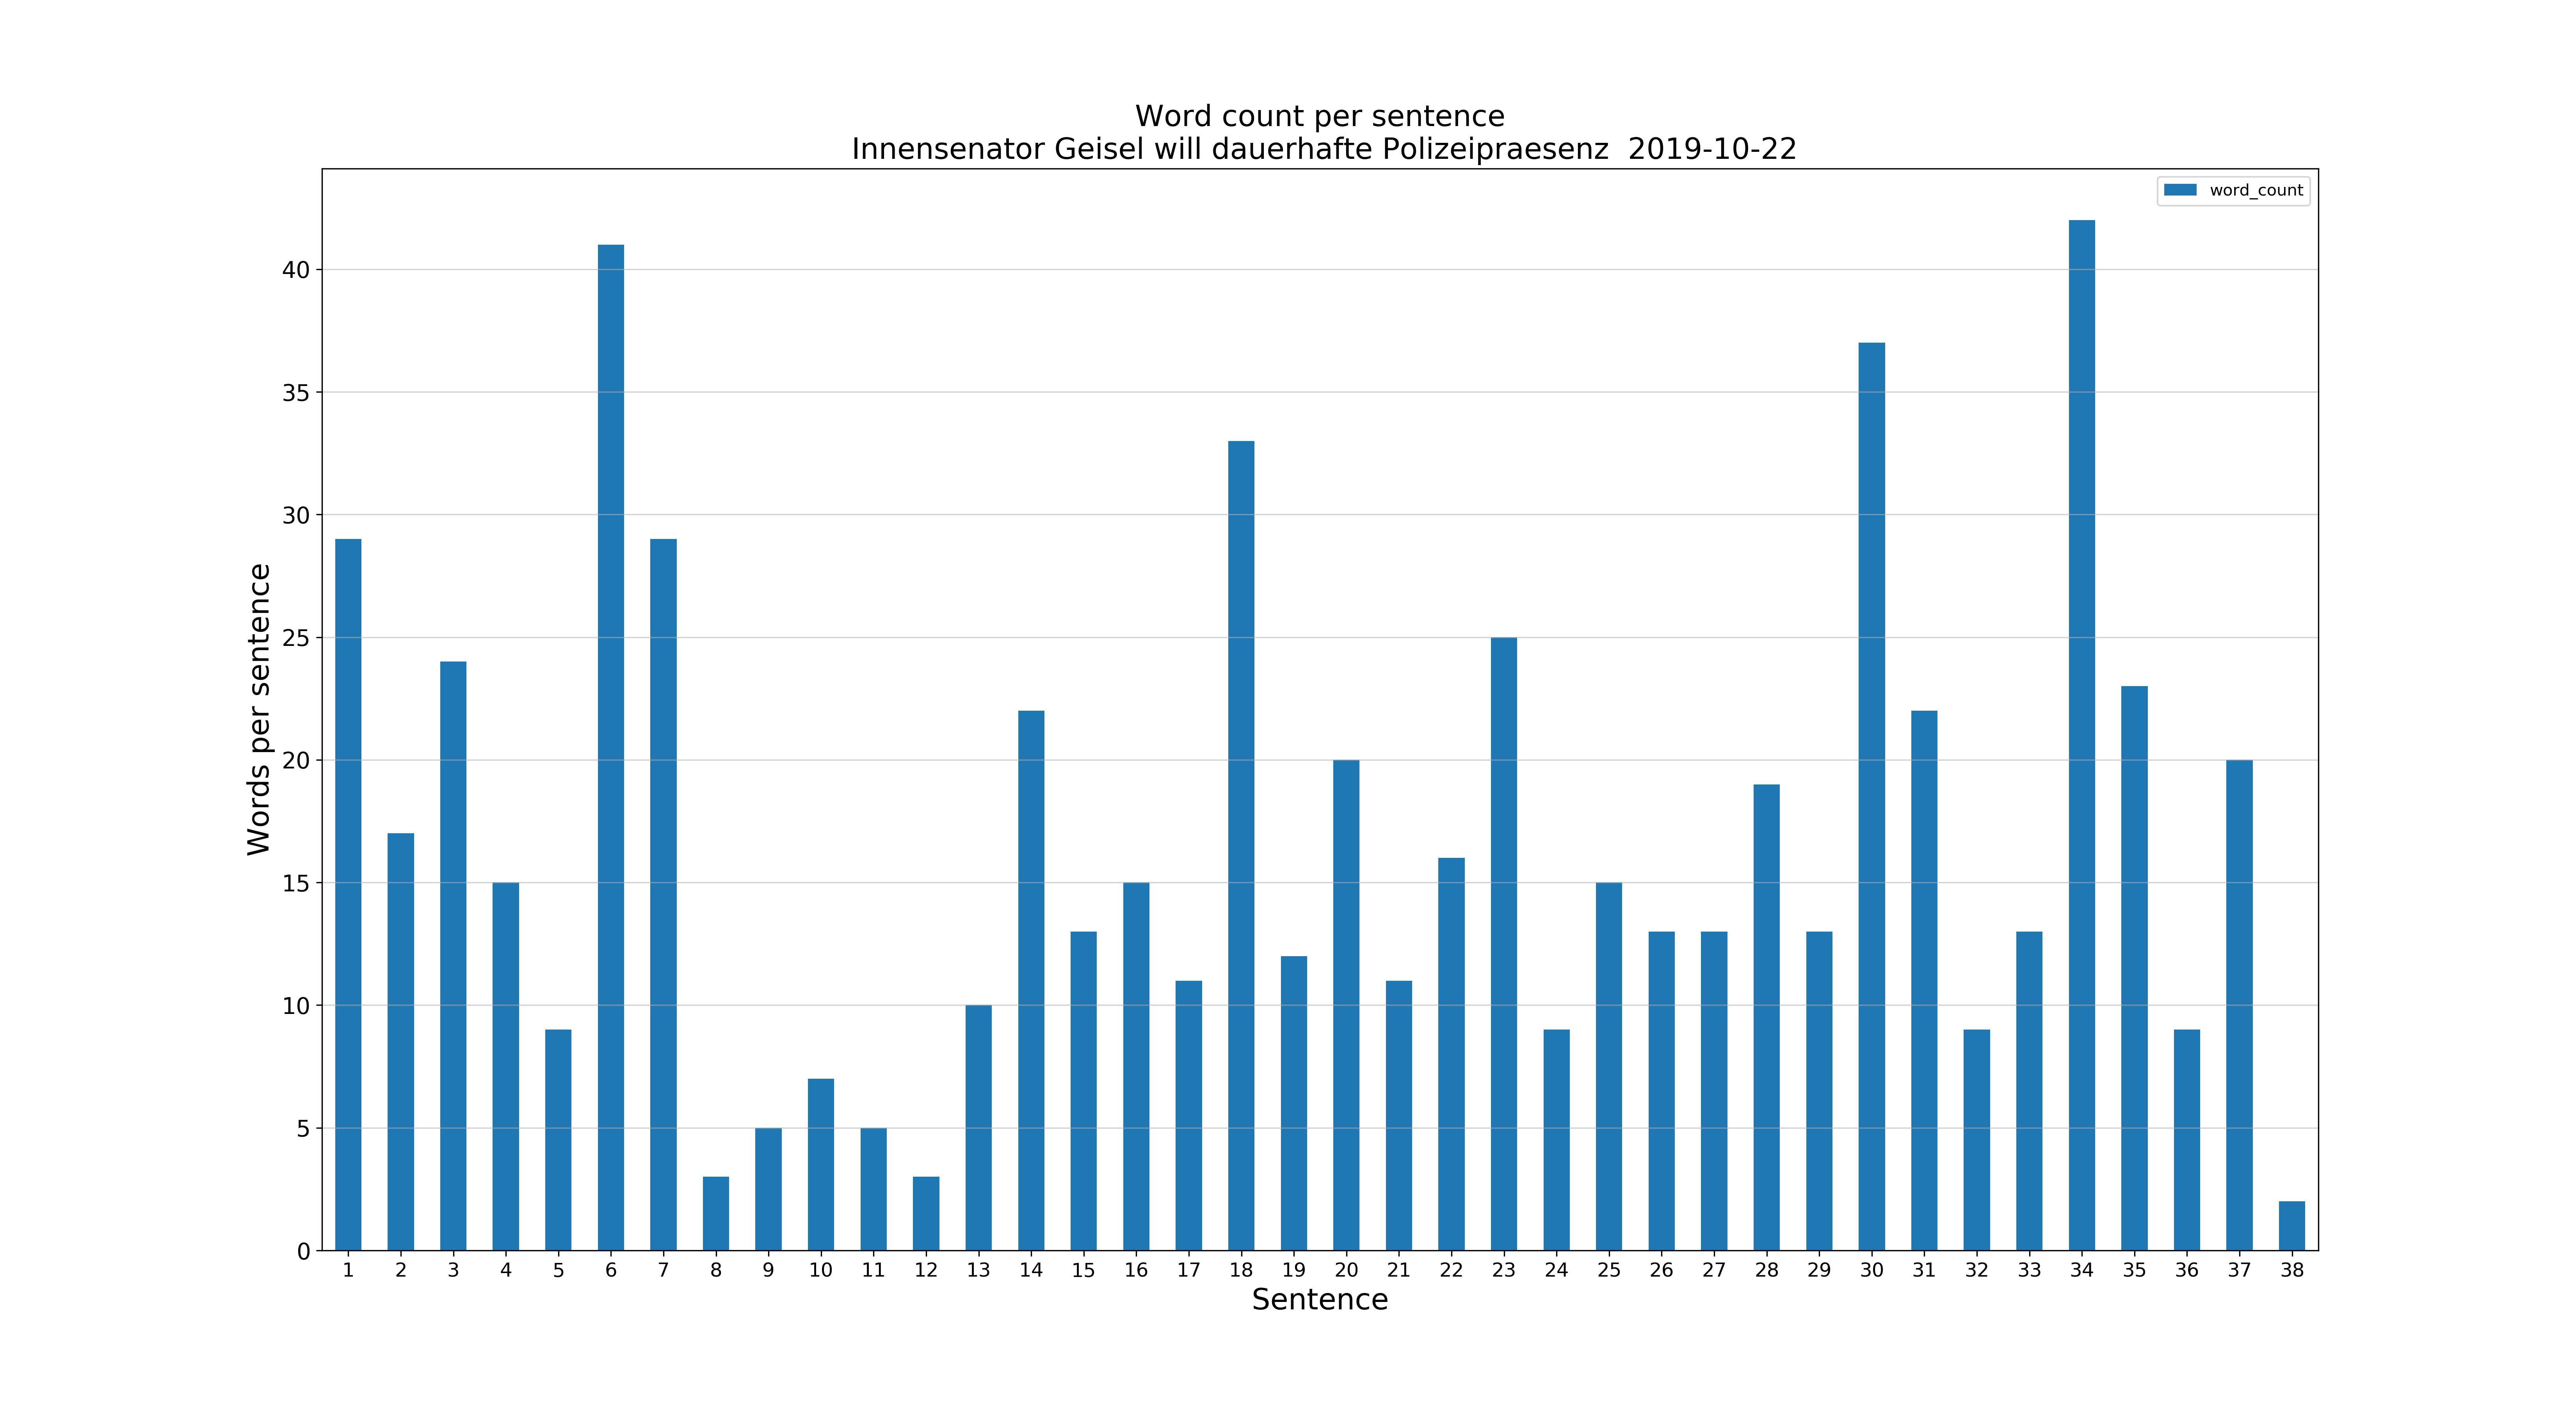 Word count per sentence
Innensenator Geisel will dauerhafte Polizeipraesenz  2019-10-22
word_count
Words per sentence
40
35
30
25
20
15
10
5
0
1 2 3 4 5 6 7 8 9 10 11 12 13 14 15 16 17 18 19 20 21 22 23 24 25 26 27 28 29 30 31 32 33 34 35 36 37 38
Sentence